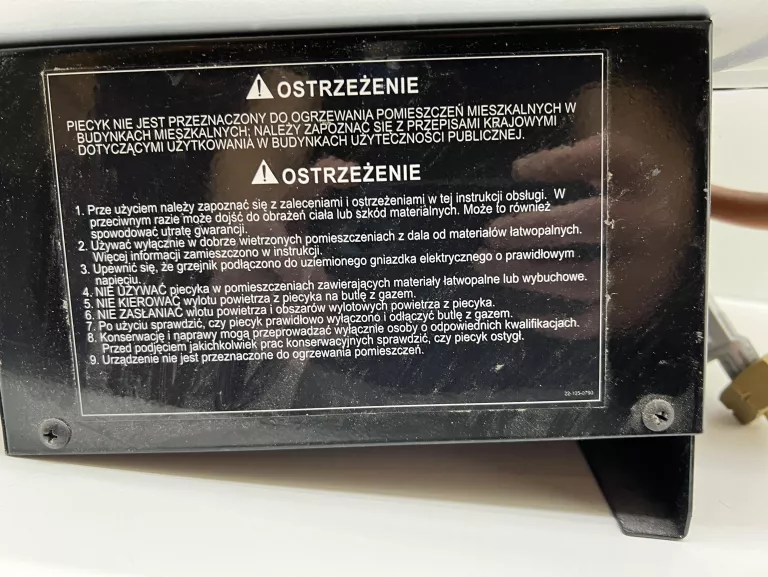 ⚠ OSTRZEŻENIE
PIECYK NIE JEST PRZEZNACZONY DO OGRZEWANIA POMIESZCZEŃ MIESZKALNYCH W
BUDYNKACH MIESZKALNYCH; NALEŻY ZAPOZNAĆ SIĘ Z PRZEPISAMI KRAJOWYMI
DOTYCZĄCYMI UŻYTKOWANIA W BUDYNKACH UŻYTECZNOŚCI PUBLICZNEJ.
⚠ OSTRZEŻENIE
1. Prze użyciem należy zapoznać się z zaleceniami i ostrzeżeniami w tej instrukcji obsługi. W
przeciwnym razie może dojść do obrażeń ciała lub szkód materialnych. Może to również
spowodować utratę gwarancji.
2. Używać wyłącznie w dobrze wietrzonych pomieszczeniach z dala od materiałów łatwopalnych.
Więcej informacji zamieszczono w instrukcji.
3. Upewnić się, że grzejnik podłączono do uziemionego gniazdka elektrycznego o prawidłowym
napięciu.
4. NIE UŻYWAĆ piecyka w pomieszczeniach zawierających materiały łatwopalne lub wybuchowe.
5. NIE KIEROWAĆ wylotu powietrza z piecyka na butlę z gazem.
6. NIE ZASŁANIAĆ wlotu powietrza i obszarów wylotowych powietrza z piecyka.
7. Po użyciu sprawdzić, czy piecyk prawidłowo wyłączono i odłączyć butlę z gazem.
8. Konserwację i naprawy mogą przeprowadzać wyłącznie osoby o odpowiednich kwalifikacjach.
Przed podjęciem jakichkolwiek prac konserwacyjnych sprawdzić, czy piecyk ostygł.
9. Urządzenie nie jest przeznaczone do ogrzewania pomieszczeń.